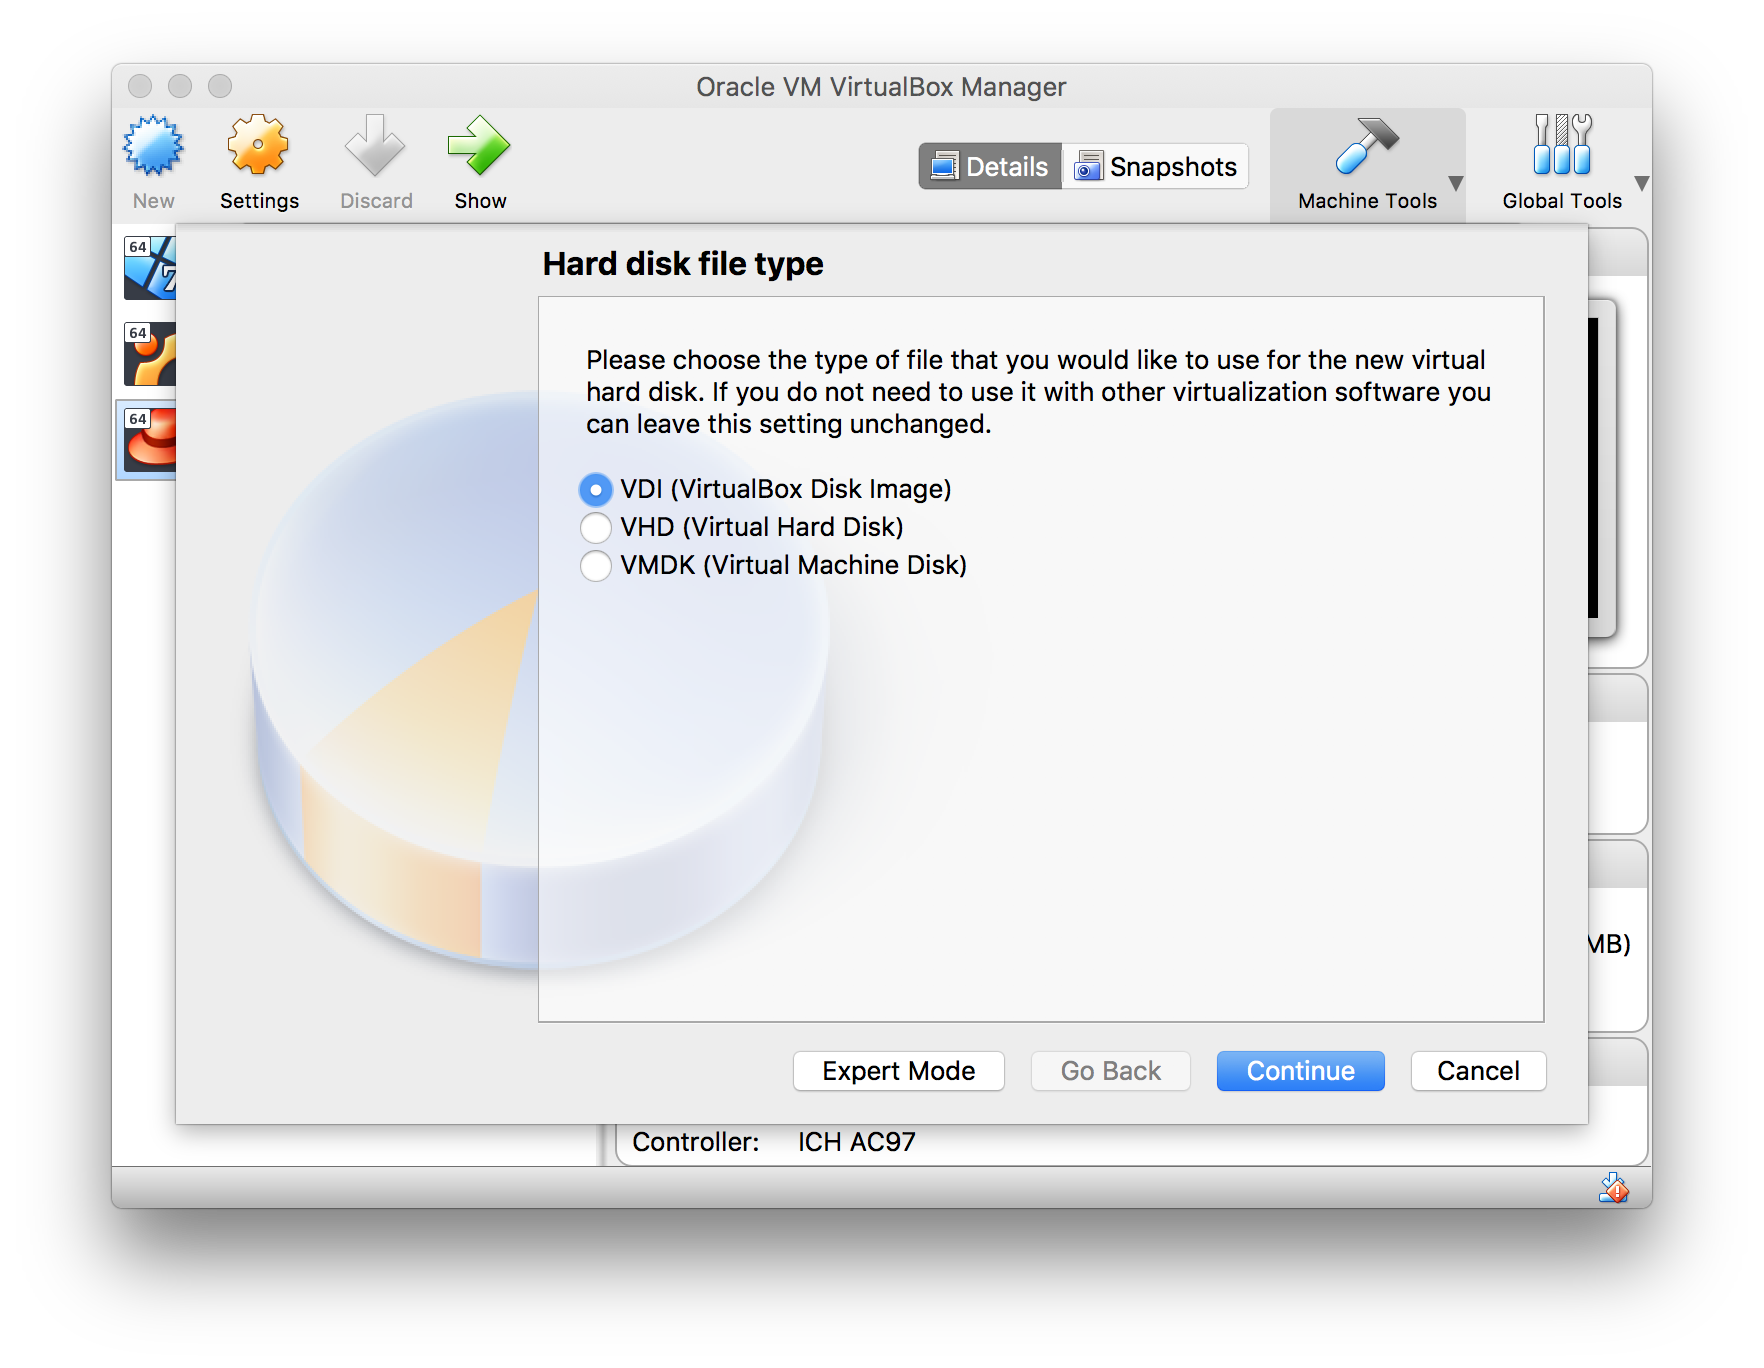 Oracle VM VirtualBox Manager
New
Settings
Discard
Show
Details
Snapshots
Machine Tools
Global Tools
64
7
64
64
Hard disk file type
Please choose the type of file that you would like to use for the new virtual
hard disk. If you do not need to use it with other virtualization software you
can leave this setting unchanged.
VDI (VirtualBox Disk Image)
VHD (Virtual Hard Disk)
VMDK (Virtual Machine Disk)
MB)
Expert Mode
Go Back
Continue
Cancel
Controller: ICH AC97